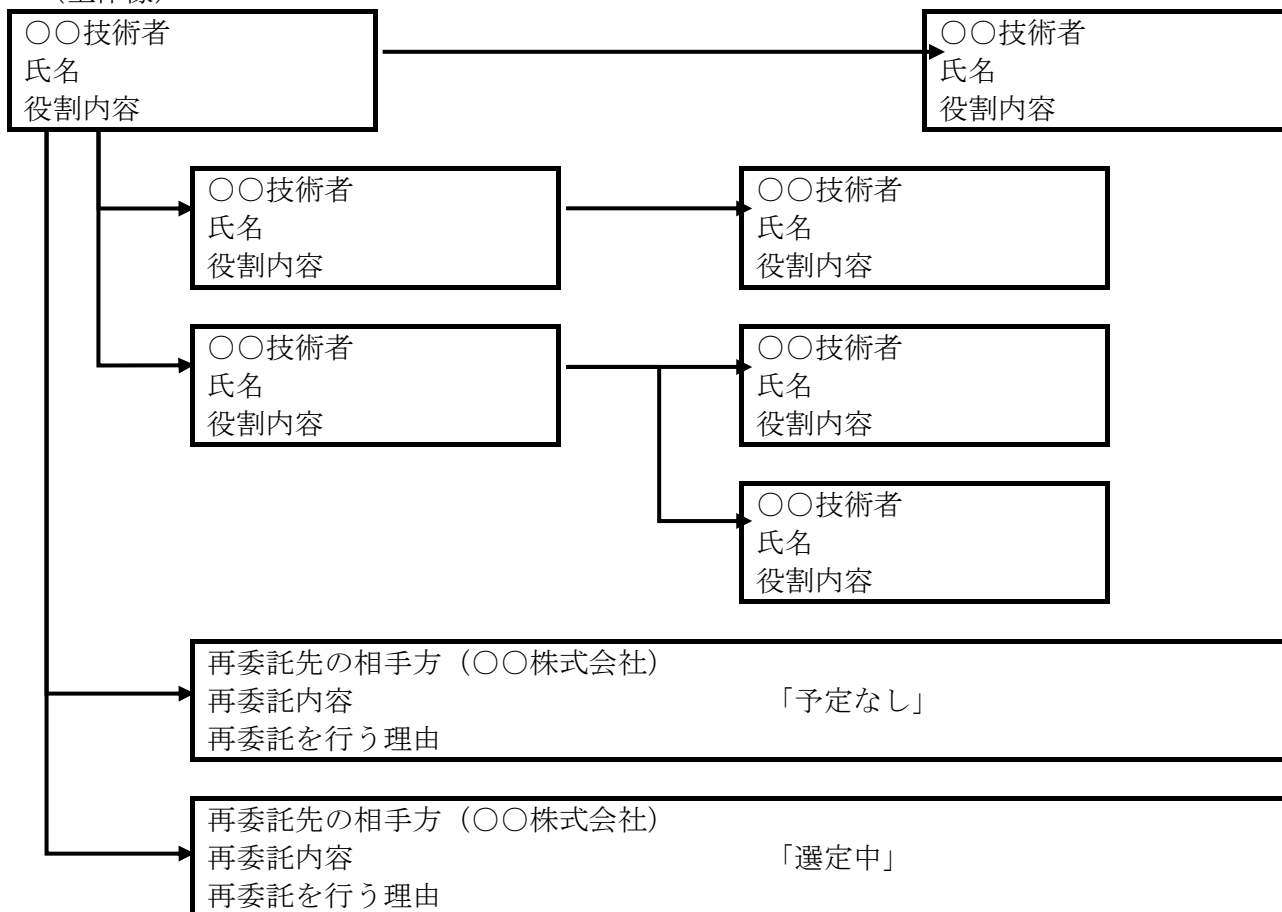 ○○技術者
氏名
役割内容
○○技術者
氏名
役割内容
○○技術者
氏名
役割内容
○○技術者
氏名
役割内容
○○技術者
氏名
役割内容
○○技術者
氏名
役割内容
○○技術者
氏名
役割内容
再委託先の相手方（○○株式会社）
再委託内容 「予定なし」
再委託を行う理由
再委託先の相手方（○○株式会社）
再委託内容 「選定中」
再委託を行う理由